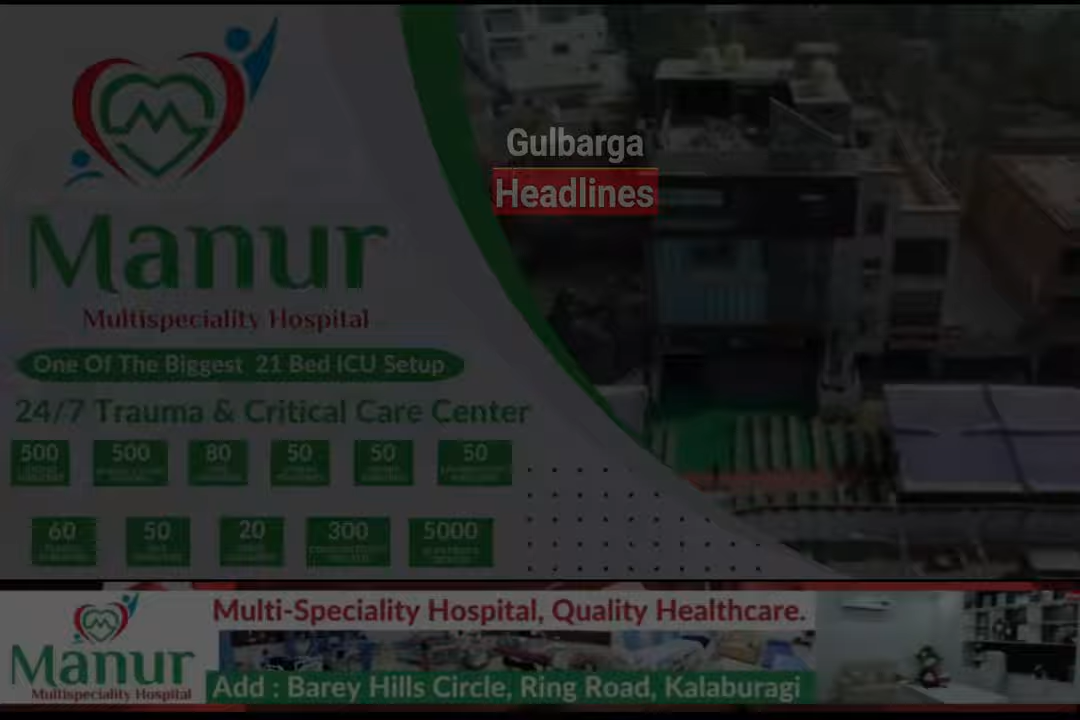 Gulbarga
Headlines
Manur
Multispeciality Hospital
One Of The Biggest 21 Bed ICU Setup
24/7 Trauma & Critical Care Center
500 500 80 50 50 50
60 50 20 300 5000
Multi-Speciality Hospital, Quality Healthcare.
Manur
Multispeciality Hospital
Add : Barey Hills Circle, Ring Road, Kalaburagi